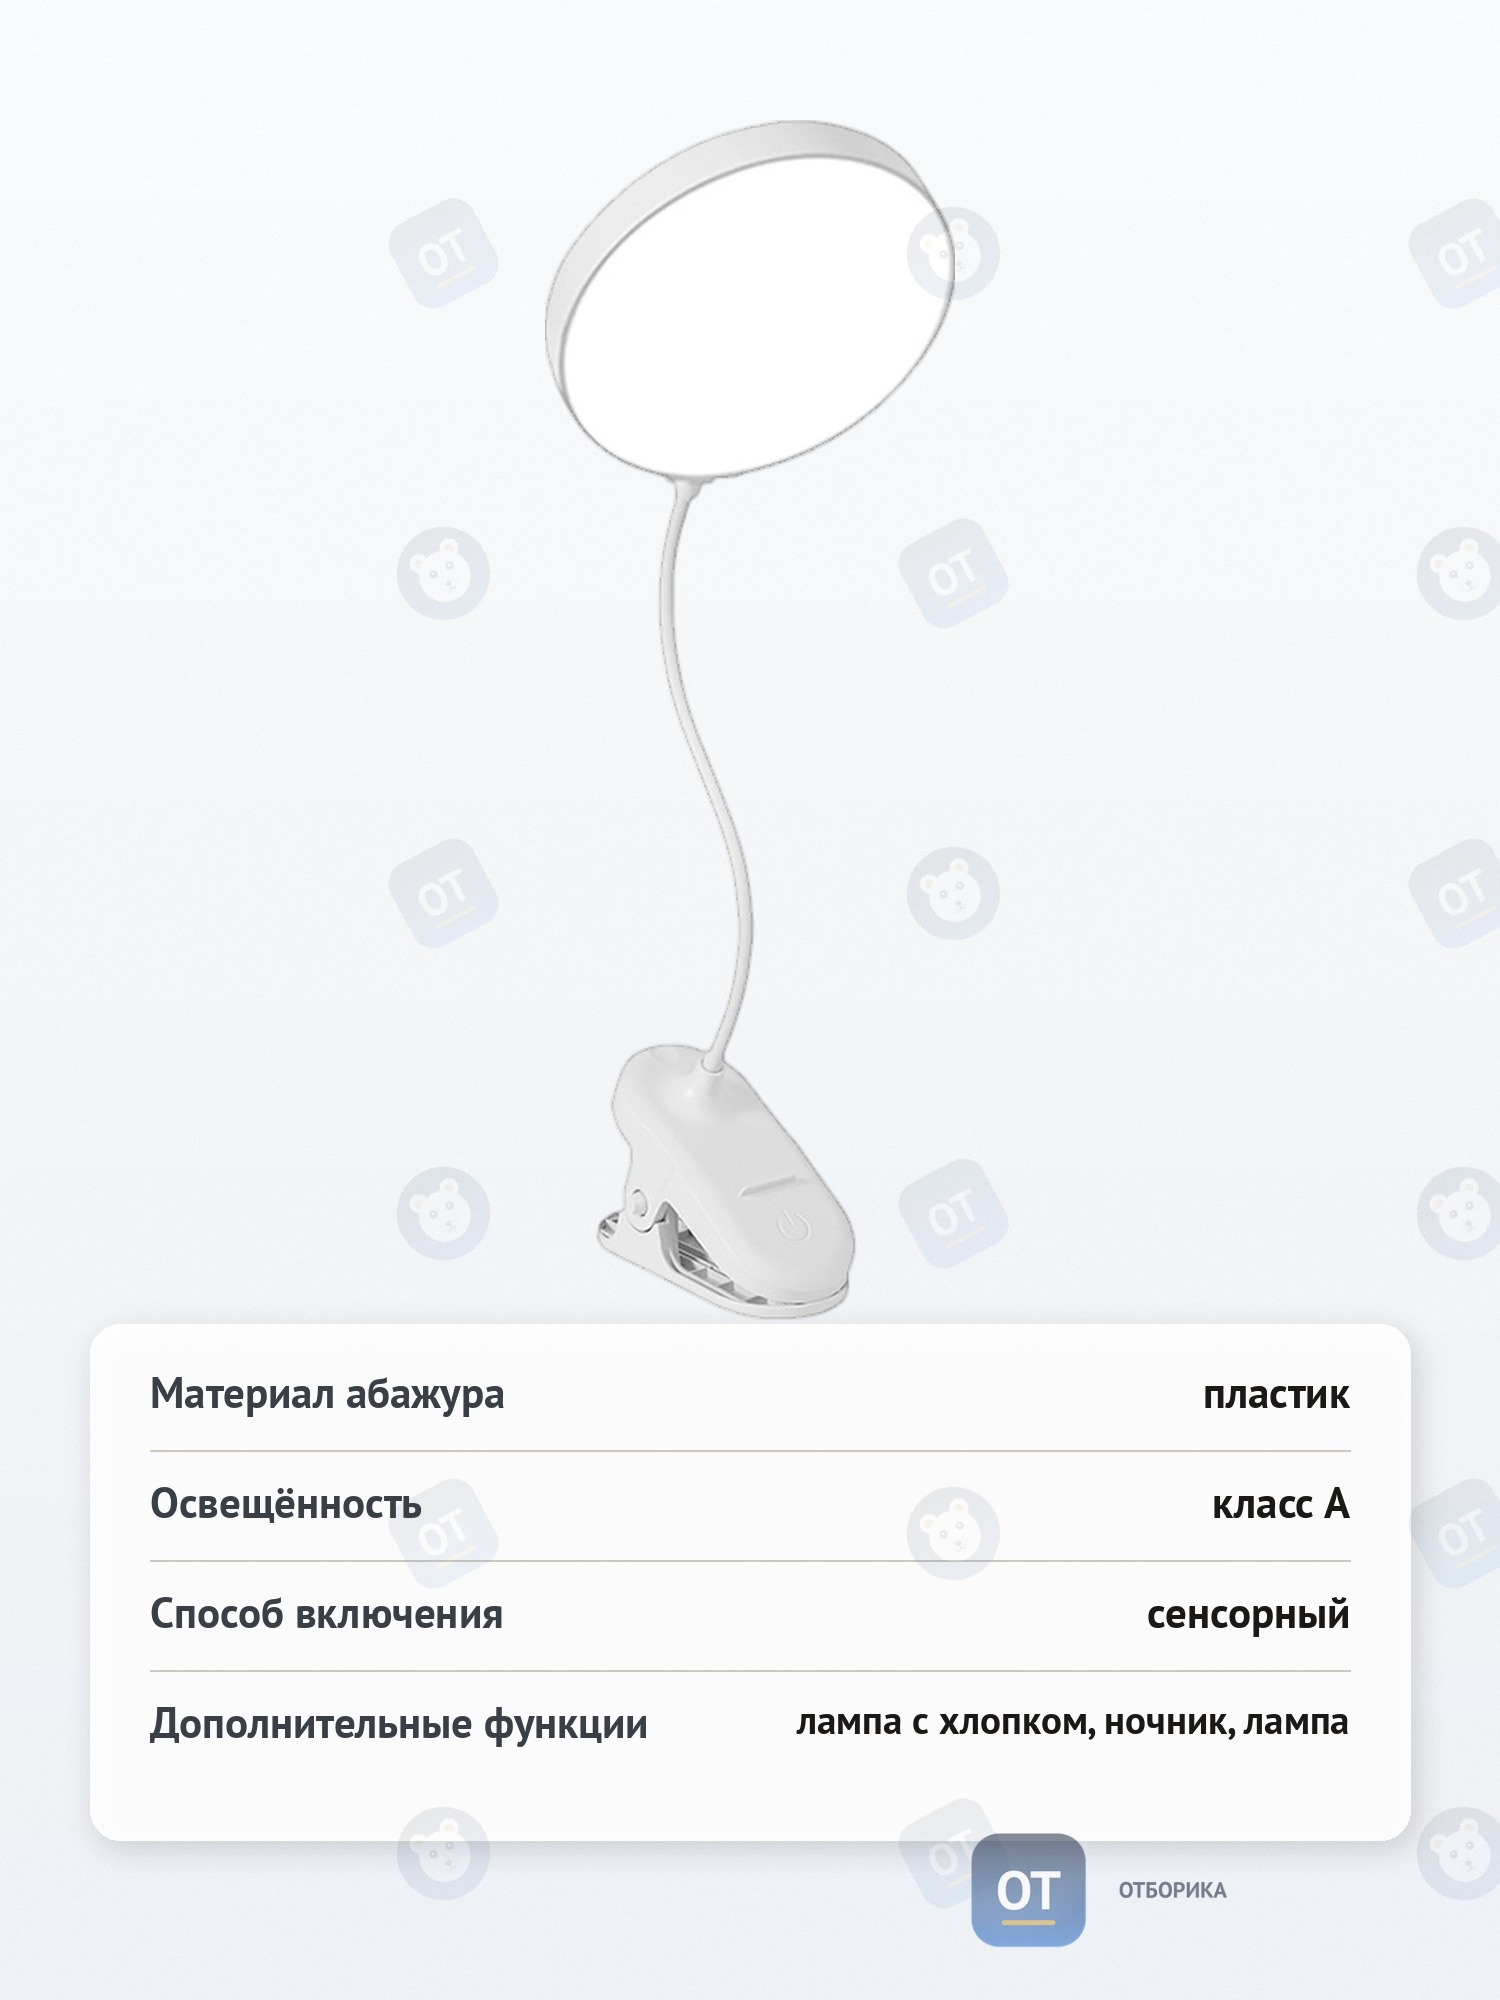 Материал абажура пластик
Освещённость класс А
Способ включения сенсорный
Дополнительные функции лампа с хлопком, ночник, лампа
ОТ ОТБОРИКА